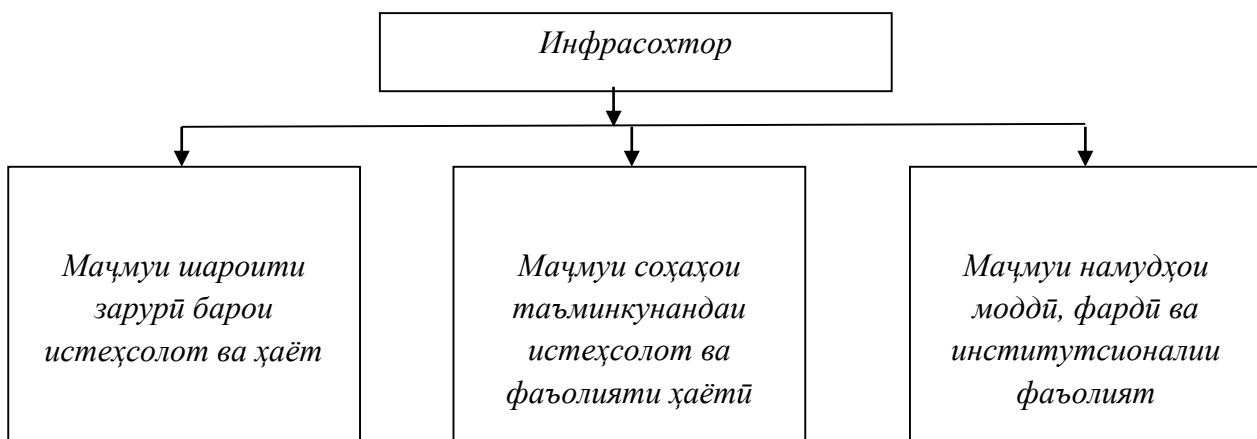 Инфрасохтор
Маҷмуи шароити
зарурӣ барои
истеҳсолот ва ҳаёт
Маҷмуи соҳаҳои
таъминкунандаи
истеҳсолот ва
фаъолияти ҳаётӣ
Маҷмуи намудҳои
моддӣ, фардӣ ва
институтсионалии
фаъолият